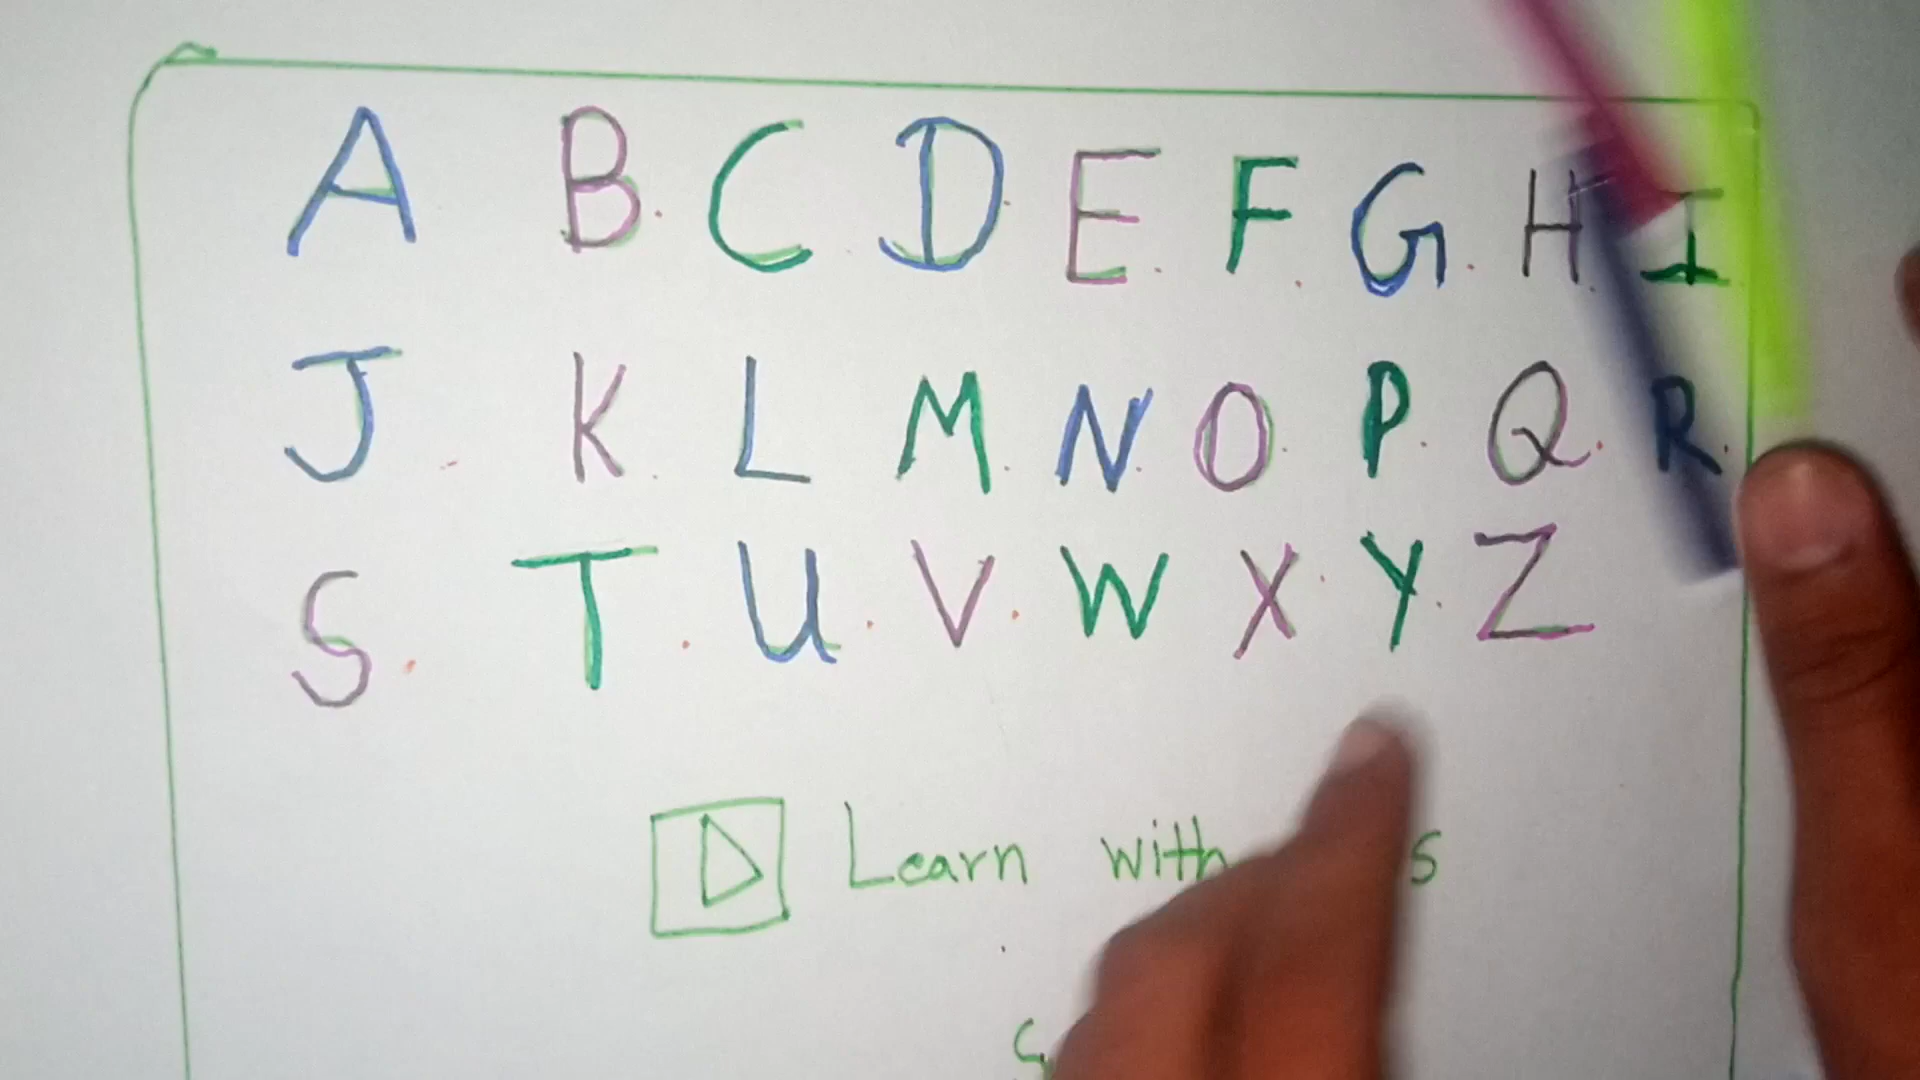 A B. C D E. F. G. H. I
J K. L M. N. O P. Q. R.
S. T. U. V. W X. Y. Z
Learn with